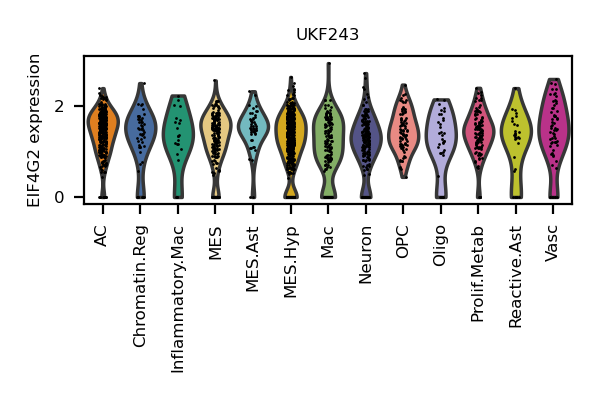 UKF243
EIF4G2 expression
2
0
AC
Chromatin.Reg
Inflammatory.Mac
MES
MES.Ast
MES.Hyp
Mac
Neuron
OPC
Oligo
Prolif.Metab
Reactive.Ast
Vasc